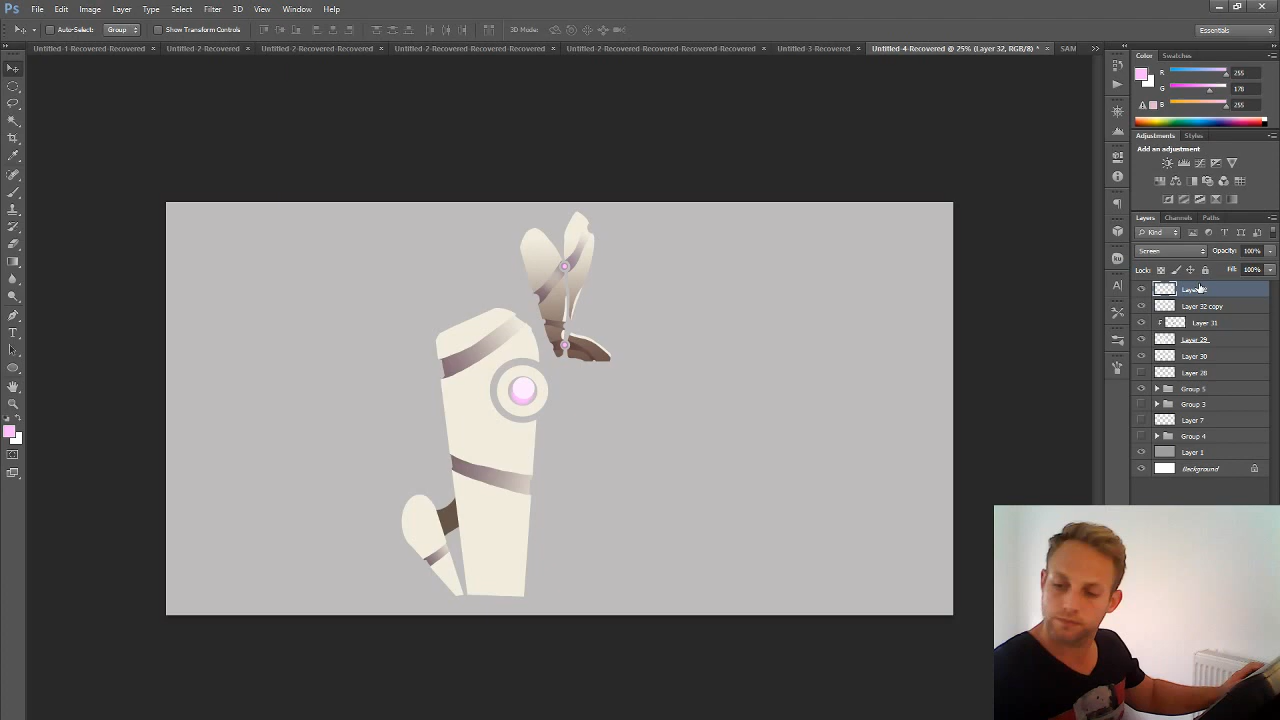 Ps File Edit Image Layer Type Select Filter 3D View Window Help
Auto-Select: Group Show Transform Controls 3D Mode: Essentials
Untitled-1-Recovered-Recovered × Untitled-2-Recovered × Untitled-2-Recovered-Recovered × Untitled-2-Recovered-Recovered-Recovered × Untitled-2-Recovered-Recovered-Recovered-Recovered × Untitled-3-Recovered × Untitled-4-Recovered @ 25% (Layer 32, RGB/8) * × SAM
Color Swatches
R 255
G 178
B 255
Adjustments Styles
Add an adjustment
Layers Channels Paths
Kind
Screen Opacity: 100%
Lock: Fill: 100%
Layer 32 copy
Layer 31
Layer 29
Layer 30
Layer 28
Group 5
Group 3
Layer 7
Group 4
Layer 1
Background